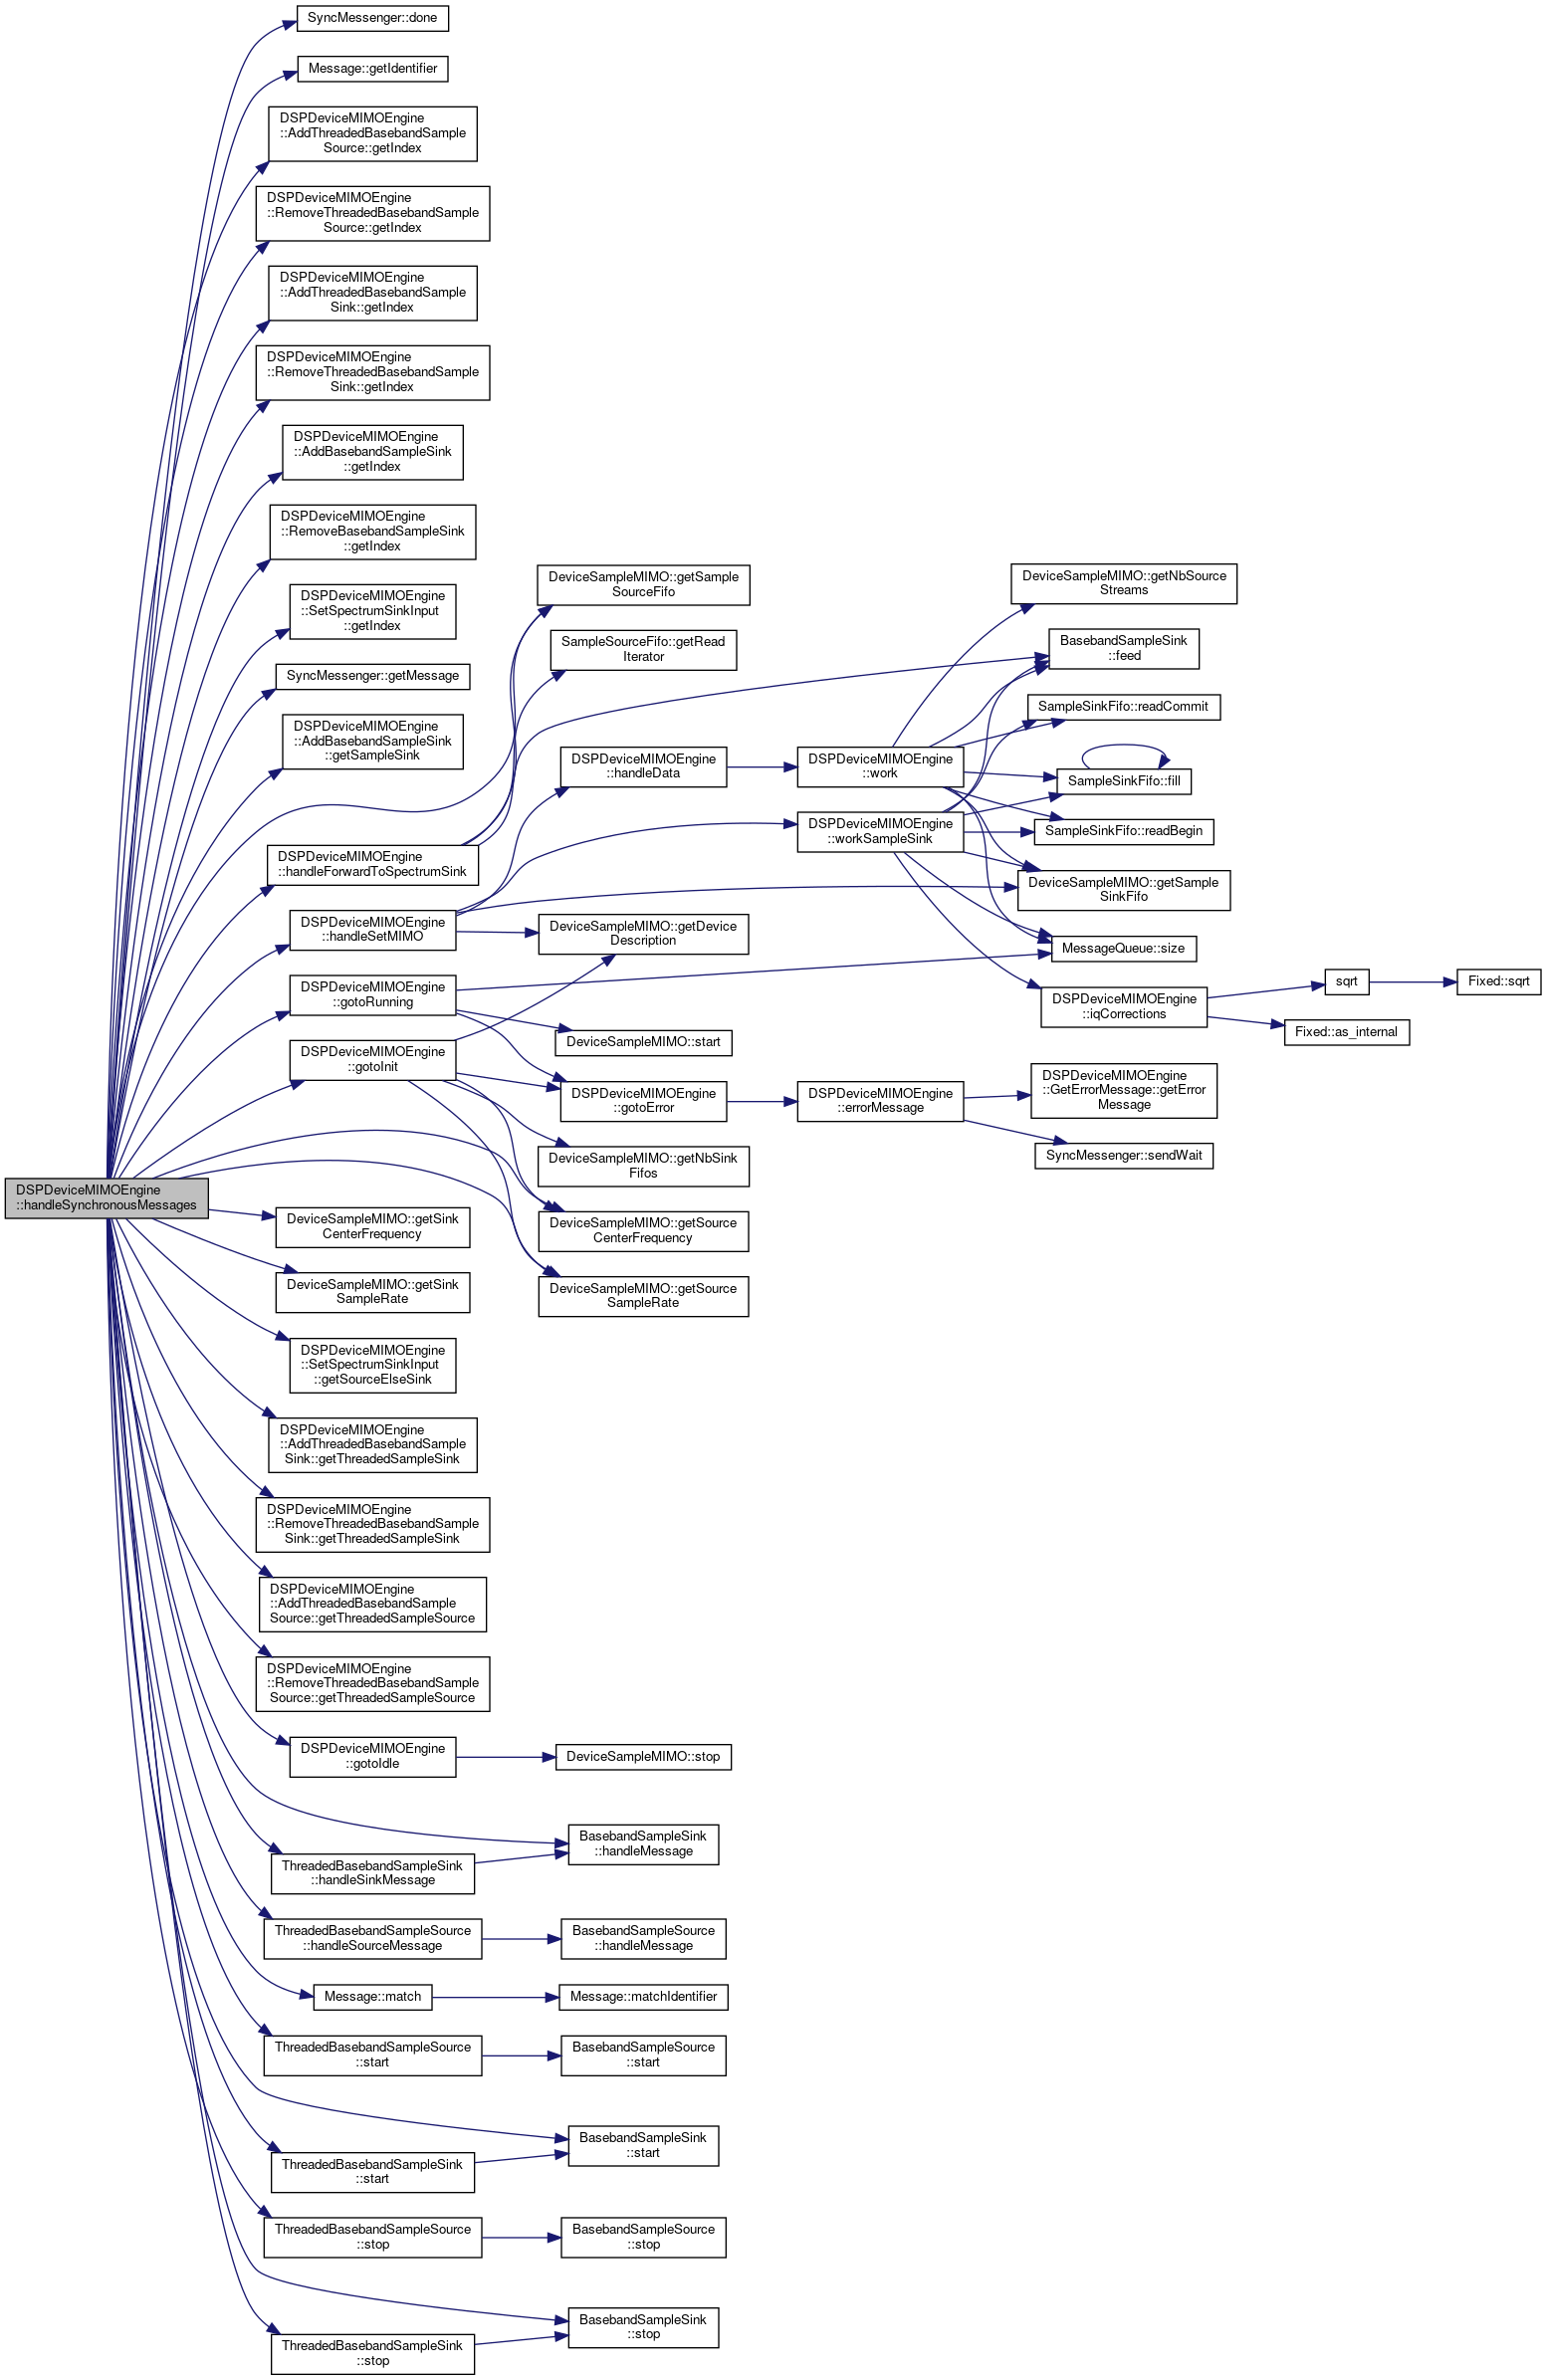 SyncMessenger::done
Message::getIdentifier
DSPDeviceMIMOEngine
::AddThreadedBasebandSample
Source::getIndex
DSPDeviceMIMOEngine
::RemoveThreadedBasebandSample
Source::getIndex
DSPDeviceMIMOEngine
::AddThreadedBasebandSample
Sink::getIndex
DSPDeviceMIMOEngine
::RemoveThreadedBasebandSample
Sink::getIndex
DSPDeviceMIMOEngine
::AddBasebandSampleSink
::getIndex
DSPDeviceMIMOEngine
::RemoveBasebandSampleSink
::getIndex
DSPDeviceMIMOEngine
::SetSpectrumSinkInput
::getIndex
SyncMessenger::getMessage
DSPDeviceMIMOEngine
::AddBasebandSampleSink
::getSampleSink
DSPDeviceMIMOEngine
::handleForwardToSpectrumSink
DSPDeviceMIMOEngine
::handleSetMIMO
DSPDeviceMIMOEngine
::gotoRunning
DSPDeviceMIMOEngine
::gotoInit
DSPDeviceMIMOEngine
::handleSynchronousMessages
DeviceSampleMIMO::getSink
CenterFrequency
DeviceSampleMIMO::getSink
SampleRate
DSPDeviceMIMOEngine
::SetSpectrumSinkInput
::getSourceElseSink
DSPDeviceMIMOEngine
::AddThreadedBasebandSample
Sink::getThreadedSampleSink
DSPDeviceMIMOEngine
::RemoveThreadedBasebandSample
Sink::getThreadedSampleSink
DSPDeviceMIMOEngine
::AddThreadedBasebandSample
Source::getThreadedSampleSource
DSPDeviceMIMOEngine
::RemoveThreadedBasebandSample
Source::getThreadedSampleSource
DSPDeviceMIMOEngine
::gotoIdle
ThreadedBasebandSampleSink
::handleSinkMessage
ThreadedBasebandSampleSource
::handleSourceMessage
Message::match
ThreadedBasebandSampleSource
::start
ThreadedBasebandSampleSink
::start
ThreadedBasebandSampleSource
::stop
ThreadedBasebandSampleSink
::stop
DeviceSampleMIMO::getSample
SourceFifo
SampleSourceFifo::getRead
Iterator
DSPDeviceMIMOEngine
::handleData
DeviceSampleMIMO::getDevice
Description
DeviceSampleMIMO::start
DSPDeviceMIMOEngine
::gotoError
DeviceSampleMIMO::getNbSink
Fifos
DeviceSampleMIMO::getSource
CenterFrequency
DeviceSampleMIMO::getSource
SampleRate
DeviceSampleMIMO::stop
BasebandSampleSink
::handleMessage
BasebandSampleSource
::handleMessage
Message::matchIdentifier
BasebandSampleSource
::start
BasebandSampleSink
::start
BasebandSampleSource
::stop
BasebandSampleSink
::stop
DSPDeviceMIMOEngine
::work
DSPDeviceMIMOEngine
::workSampleSink
DSPDeviceMIMOEngine
::errorMessage
DeviceSampleMIMO::getNbSource
Streams
BasebandSampleSink
::feed
SampleSinkFifo::readCommit
SampleSinkFifo::fill
SampleSinkFifo::readBegin
DeviceSampleMIMO::getSample
SinkFifo
MessageQueue::size
DSPDeviceMIMOEngine
::iqCorrections
DSPDeviceMIMOEngine
::GetErrorMessage::getError
Message
SyncMessenger::sendWait
sqrt
Fixed::as_internal
Fixed::sqrt